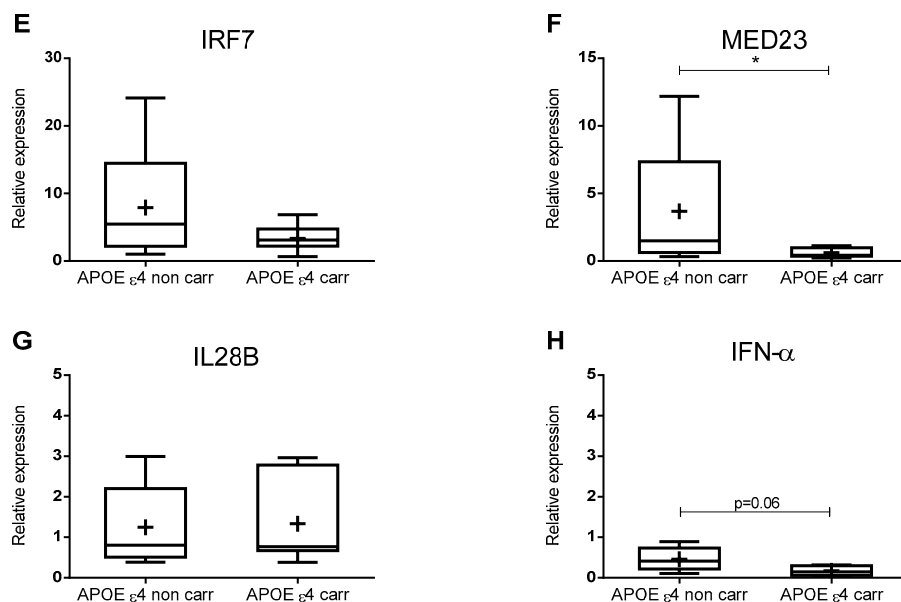 E
IRF7
Relative expression
30
20
10
0
APOE ε4 non carr
APOE ε4 carr
F
MED23
*
Relative expression
15
10
5
0
APOE ε4 non carr
APOE ε4 carr
G
IL28B
Relative expression
5
4
3
2
1
0
APOE ε4 non carr
APOE ε4 carr
H
IFN-α
Relative expression
5
4
3
2
1
0
p=0.06
APOE ε4 non carr
APOE ε4 carr